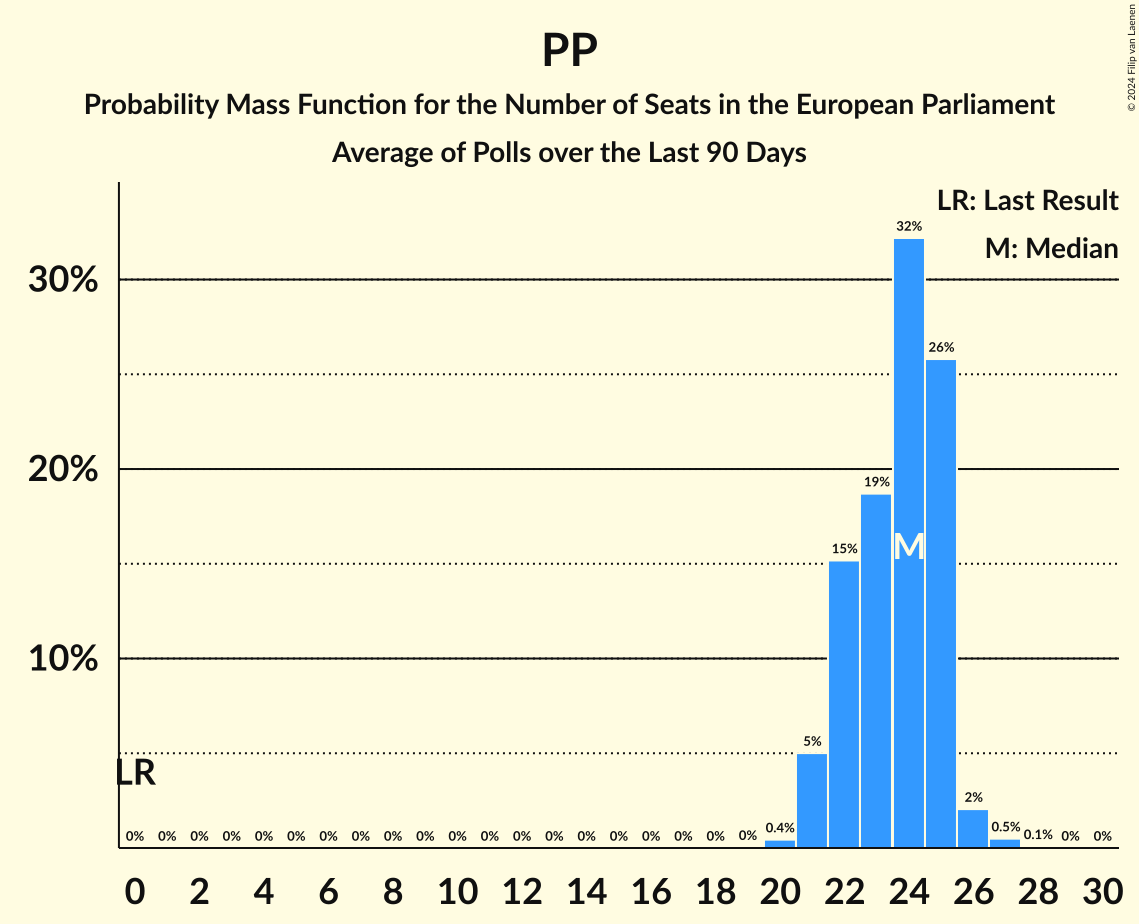 PP
Probability Mass Function for the Number of Seats in the European Parliament
Average of Polls over the Last 90 Days
© 2024 Filip van Laenen
LR: Last Result
M: Median
30%
20%
10%
32%
26%
19%
15%
5%
2%
0.4%
0.5%
0.1%
M
LR
0% 0% 0% 0% 0% 0% 0% 0% 0% 0% 0% 0% 0% 0% 0% 0% 0% 0% 0% 0% 0% 0%
0 2 4 6 8 10 12 14 16 18 20 22 24 26 28 30